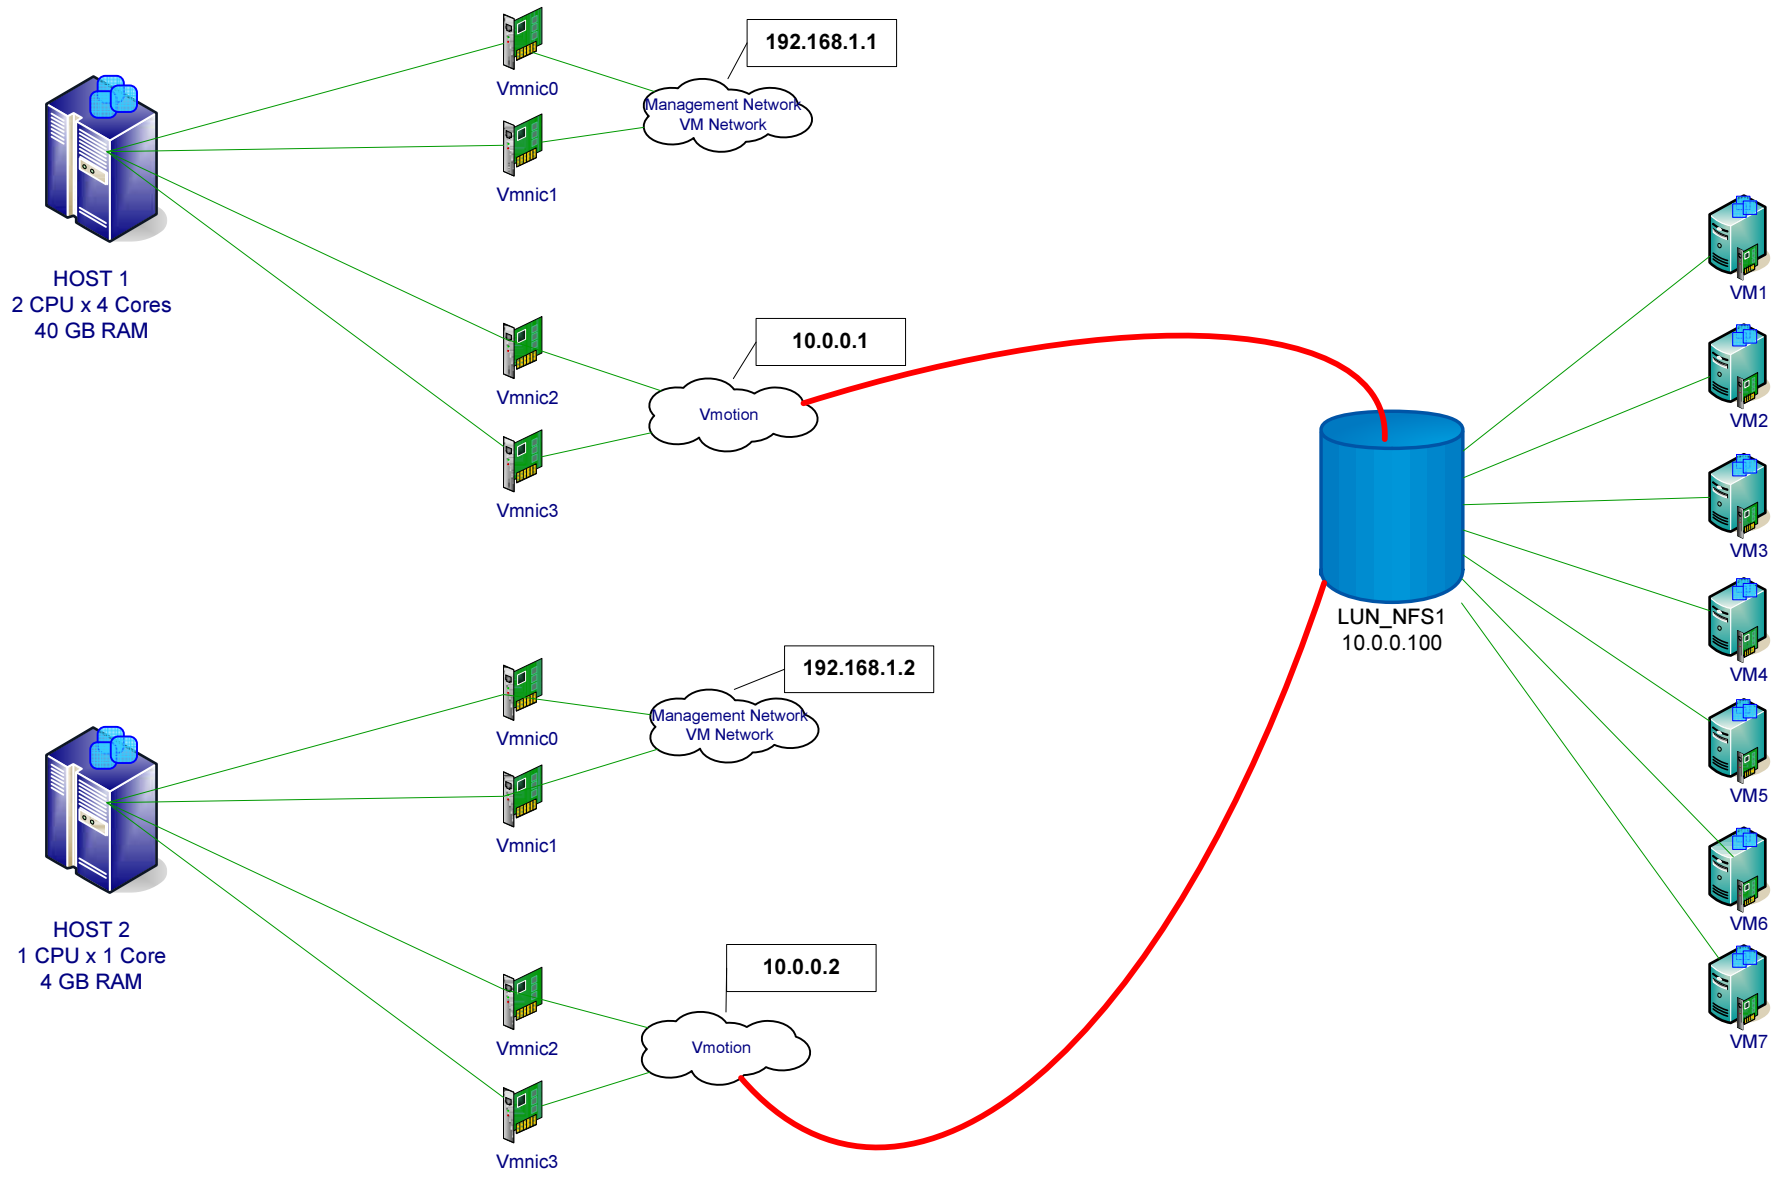 192.168.1.1
Vmnic0
Management Network
VM Network
Vmnic1
HOST 1
2 CPU x 4 Cores
40 GB RAM
10.0.0.1
Vmnic2
Vmotion
Vmnic3
VM1
VM2
VM3
LUN_NFS1
10.0.0.100
VM4
192.168.1.2
Vmnic0
Management Network
VM Network
Vmnic1
VM5
HOST 2
1 CPU x 1 Core
4 GB RAM
VM6
10.0.0.2
Vmnic2
Vmotion
VM7
Vmnic3